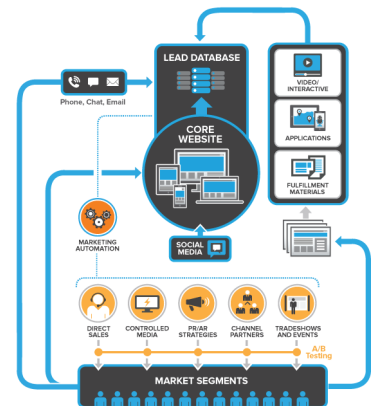 LEAD DATABASE
Phone, Chat, Email
VIDEO/
INTERACTIVE
APPLICATIONS
FULFILLMENT
MATERIALS
CORE
WEBSITE
SOCIAL
MEDIA
MARKETING
AUTOMATION
DIRECT
SALES
CONTROLLED
MEDIA
PR/AR
STRATEGIES
CHANNEL
PARTNERS
TRADESHOWS
AND EVENTS
A/B
Testing
MARKET SEGMENTS